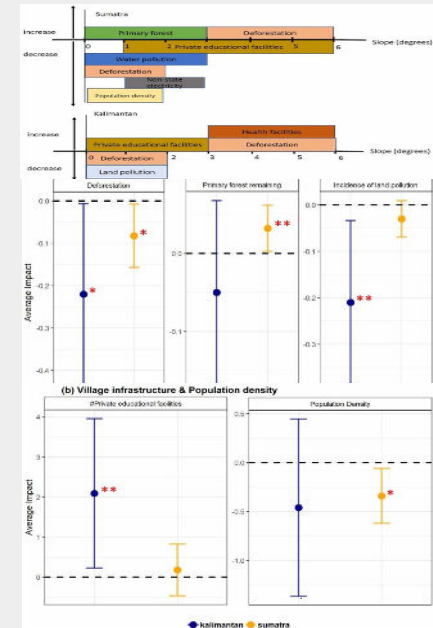 Sumatra
increase
Primary forest
Deforestation
Private educational facilities
Slope (degrees)
0 1 2 3 4 5 6
decrease
Water pollution
Deforestation
Non-state electricity
Population density
Kalimantan
increase
Health facilities
Private educational facilities
Deforestation
Slope (degrees)
0 1 2 3 4 5 6
decrease
Deforestation
Land pollution
Deforestation
Primary forest remaining
Incidence of land pollution
Average Impact
0.0
-0.1
-0.2
-0.3
-0.4
*
*
0.0
-0.1
**
0.0
-0.1
-0.2
-0.3
**
(b) Village infrastructure & Population density
#Private educational facilities
Population Density
Average Impact
4
3
2
1
0
**
0.5
0.0
-0.5
-1.0
*
kalimantan sumatra